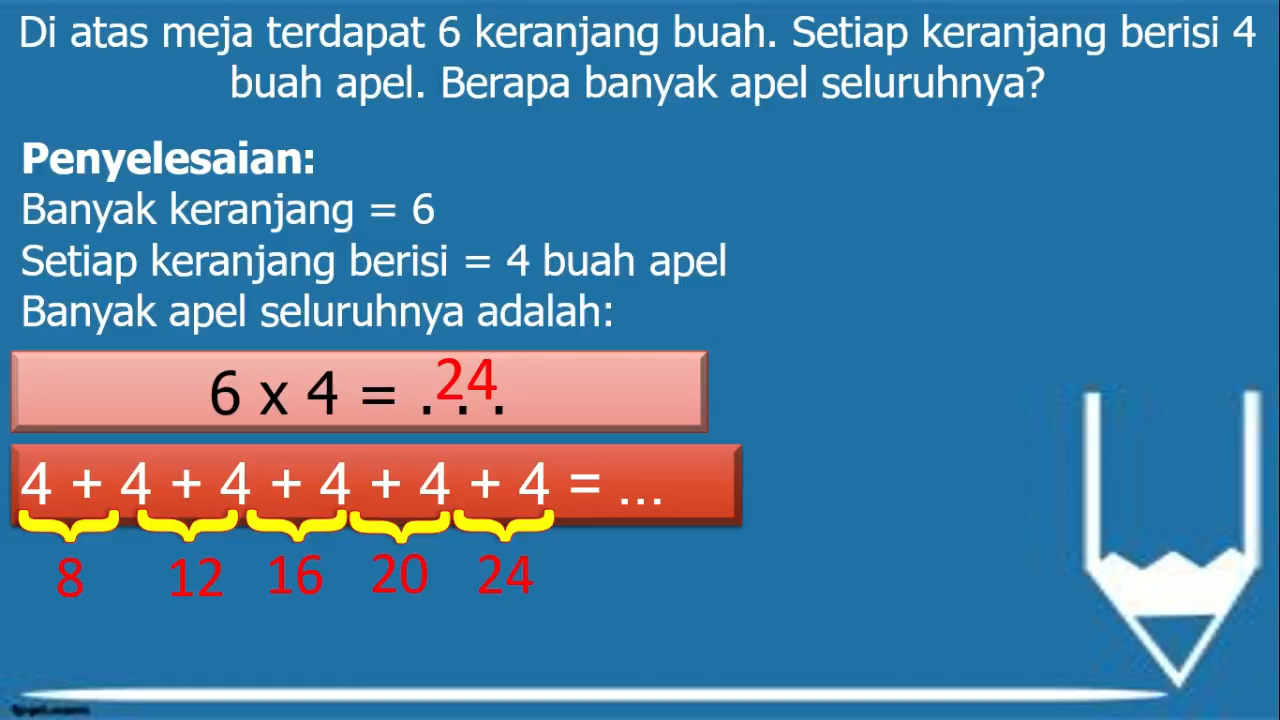 Di atas meja terdapat 6 keranjang buah. Setiap keranjang berisi 4
buah apel. Berapa banyak apel seluruhnya?
Penyelesaian:
Banyak keranjang = 6
Setiap keranjang berisi = 4 buah apel
Banyak apel seluruhnya adalah:
6 x 4 = . . . 24
4 + 4 + 4 + 4 + 4 + 4 = ...
8 12 16 20 24